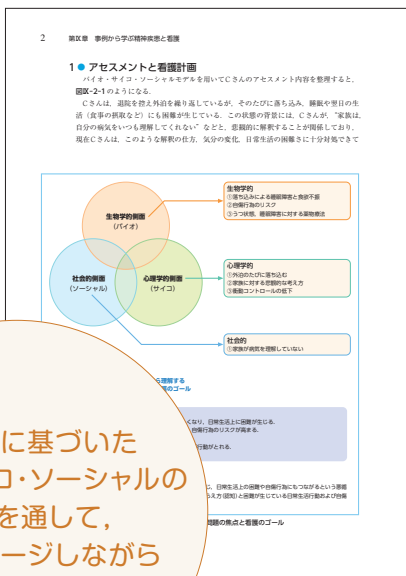 2 第Ⅸ章 事例から学ぶ精神疾患と看護
1 ● アセスメントと看護計画
バイオ・サイコ・ソーシャルモデルを用いてCさんのアセスメント内容を整理すると,
図Ⅸ-2-1のようになる.
Cさんは, 退院を控え外泊を繰り返しているが, そのたびに落ち込み, 睡眠や翌日の生
活 (食事の摂取など) にも困難が生じている. この状態の背景には, Cさんが, “家族は,
自分の病気をいつも理解してくれない” などと, 悲観的に解釈することが関係しており,
現在Cさんは, このような解釈の仕方, 気分の変化, 日常生活の困難さに十分対処できて
生物学的側面
(バイオ)
社会的側面
(ソーシャル)
心理学的側面
(サイコ)
生物学的
①落ち込みによる睡眠障害と食欲不振
②自傷行為のリスク
③うつ状態, 睡眠障害に対する薬物療法
心理学的
①外泊のたびに落ち込む
②家族に対する悲観的な考え方
③衝動コントロールの低下
社会的
①家族が病気を理解していない
ら理解する
のゴール
くなり, 日常生活上に困難が生じる.
自傷行為のリスクが高まる.
行動がとれる.
, 日常生活上の困難や自傷行為にもつながるという悪循
え方(認知)と困難が生じている日常生活行動および自傷
問題の焦点と看護のゴール
に基づいた
コ・ソーシャルの
を通して,
ージしながら